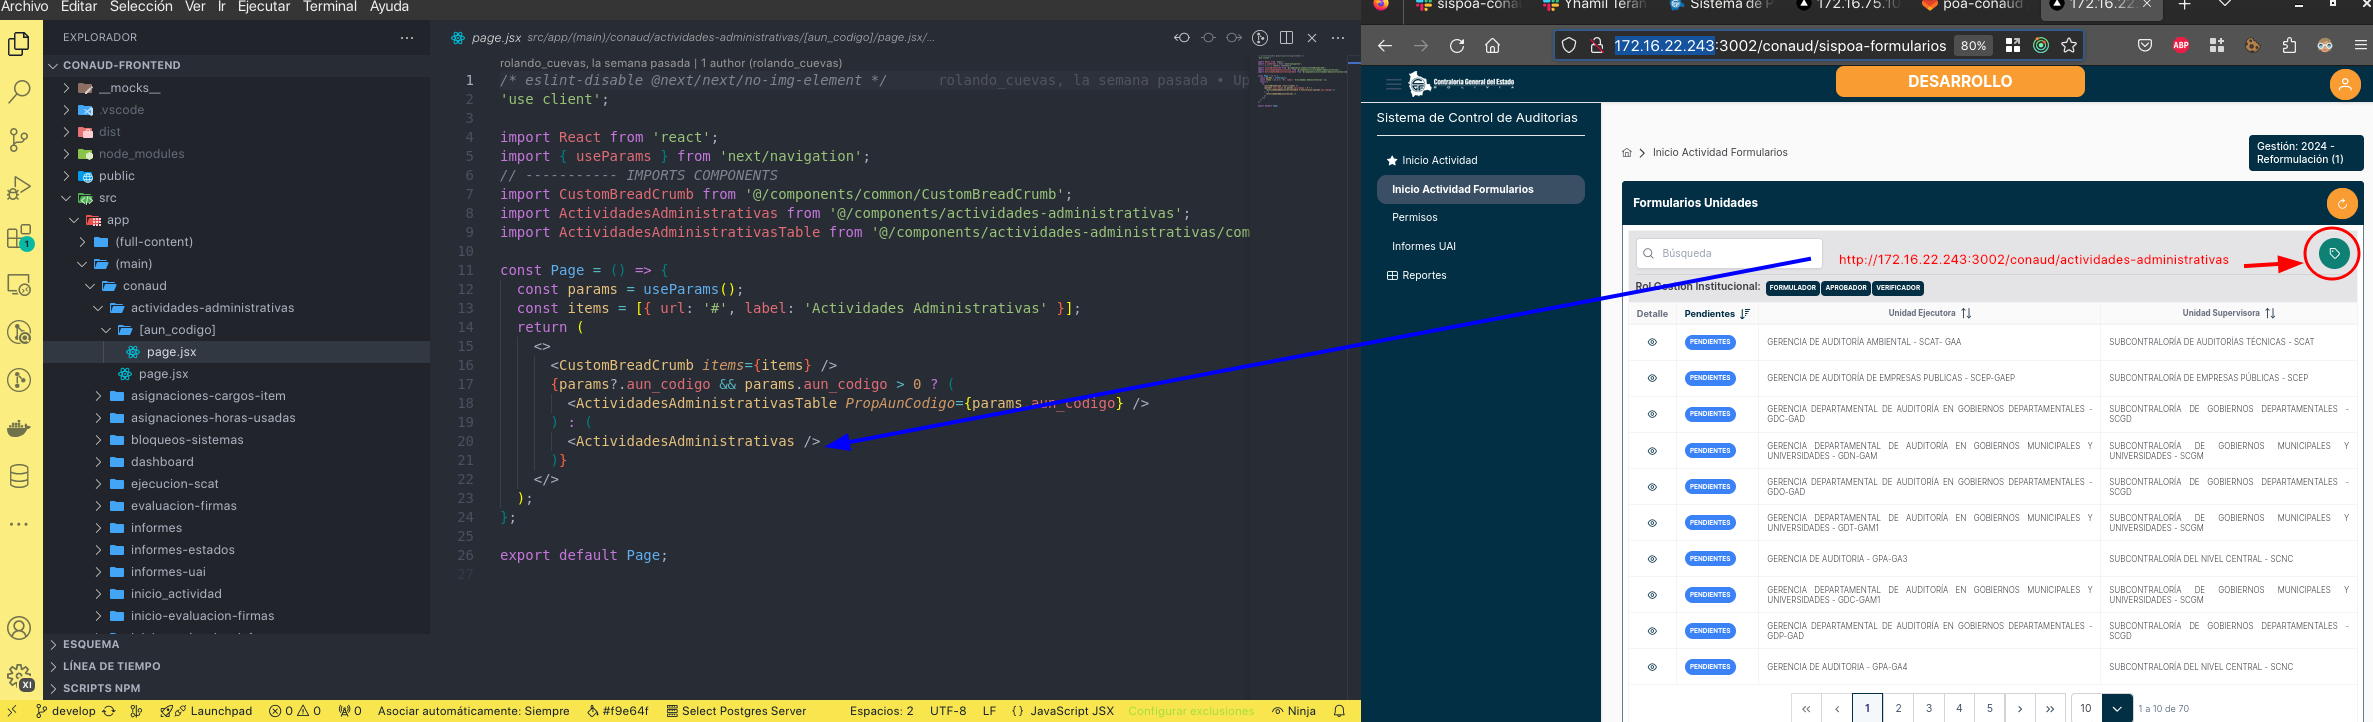 Archivo Editar Selección Ver Ir Ejecutar Terminal Ayuda
EXPLORADOR
CONAUD-FRONTEND
__mocks__
.vscode
dist
node_modules
public
src
app
(full-content)
(main)
conaud
actividades-administrativas
[aun_codigo]
page.jsx
page.jsx
asignaciones-cargos-item
asignaciones-horas-usadas
bloqueos-sistemas
dashboard
ejecucion-scat
evaluacion-firmas
informes
informes-estados
informes-uai
inicio_actividad
inicio-evaluacion-firmas
ESQUEMA
LÍNEA DE TIEMPO
SCRIPTS NPM
1
XI
page.jsx src/app/(main)/conaud/actividades-administrativas/[aun_codigo]/page.jsx/...
rolando_cuevas, la semana pasada | 1 author (rolando_cuevas)
1 /* eslint-disable @next/next/no-img-element */ rolando_cuevas, la semana pasada • Up
2 'use client';
3
4 import React from 'react';
5 import { useParams } from 'next/navigation';
6 // ----------- IMPORTS COMPONENTS
7 import CustomBreadCrumb from '@/components/common/CustomBreadCrumb';
8 import ActividadesAdministrativas from '@/components/actividades-administrativas';
9 import ActividadesAdministrativasTable from '@/components/actividades-administrativas/com
10
11 const Page = () => {
12 const params = useParams();
13 const items = [{ url: '#', label: 'Actividades Administrativas' }];
14 return (
15 <>
16 <CustomBreadCrumb items={items} />
17 {params?.aun_codigo && params.aun_codigo > 0 ? (
18 <ActividadesAdministrativasTable PropAunCodigo={params.aun_codigo} />
19 ) : (
20 <ActividadesAdministrativas />
21 )}
22 </>
23 );
24 };
25
26 export default Page;
27
develop Launchpad 0 0 0 Asociar automáticamente: Siempre #f9e64f Select Postgres Server Espacios: 2 UTF-8 LF {} JavaScript JSX Configurar exclusiones Ninja
sispoa-cona Yhamil Terán Sistema de P 172.16.75.10 poa-conaud 172.16.22.
172.16.22.243:3002/conaud/sispoa-formularios 80% ABP
Contraloría General del Estado
BOLIVIA
DESARROLLO
Sistema de Control de Auditorias
Inicio Actividad
Inicio Actividad Formularios
Permisos
Informes UAI
Reportes
Inicio Actividad Formularios
Gestión: 2024 -
Reformulación (1)
Formularios Unidades
Búsqueda
http://172.16.22.243:3002/conaud/actividades-administrativas
Rol Gestión Institucional: FORMULADOR APROBADOR VERIFICADOR
Detalle Pendientes Unidad Ejecutora Unidad Supervisora
PENDIENTES GERENCIA DE AUDITORÍA AMBIENTAL - SCAT- GAA SUBCONTRALORÍA DE AUDITORÍAS TÉCNICAS - SCAT
PENDIENTES GERENCIA DE AUDITORÍA DE EMPRESAS PUBLICAS - SCEP-GAEP SUBCONTRALORÍA DE EMPRESAS PÚBLICAS - SCEP
PENDIENTES GERENCIA DEPARTAMENTAL DE AUDITORÍA EN GOBIERNOS DEPARTAMENTALES - GDC-GAD SUBCONTRALORÍA DE GOBIERNOS DEPARTAMENTALES - SCGD
PENDIENTES GERENCIA DEPARTAMENTAL DE AUDITORÍA EN GOBIERNOS MUNICIPALES Y UNIVERSIDADES - GDN-GAM SUBCONTRALORÍA DE GOBIERNOS MUNICIPALES Y UNIVERSIDADES - SCGM
PENDIENTES GERENCIA DEPARTAMENTAL DE AUDITORÍA EN GOBIERNOS DEPARTAMENTALES - GDO-GAD SUBCONTRALORÍA DE GOBIERNOS DEPARTAMENTALES - SCGD
PENDIENTES GERENCIA DEPARTAMENTAL DE AUDITORÍA EN GOBIERNOS MUNICIPALES Y UNIVERSIDADES - GDT-GAM1 SUBCONTRALORÍA DE GOBIERNOS MUNICIPALES Y UNIVERSIDADES - SCGM
PENDIENTES GERENCIA DE AUDITORIA - GPA-GA3 SUBCONTRALORÍA DEL NIVEL CENTRAL - SCNC
PENDIENTES GERENCIA DEPARTAMENTAL DE AUDITORÍA EN GOBIERNOS MUNICIPALES Y UNIVERSIDADES - GDC-GAM1 SUBCONTRALORÍA DE GOBIERNOS MUNICIPALES Y UNIVERSIDADES - SCGM
PENDIENTES GERENCIA DEPARTAMENTAL DE AUDITORÍA EN GOBIERNOS DEPARTAMENTALES - GDP-GAD SUBCONTRALORÍA DE GOBIERNOS DEPARTAMENTALES - SCGD
PENDIENTES GERENCIA DE AUDITORIA - GPA-GA4 SUBCONTRALORÍA DEL NIVEL CENTRAL - SCNC
« ‹ 1 2 3 4 5 › » 10 1 a 10 de 70